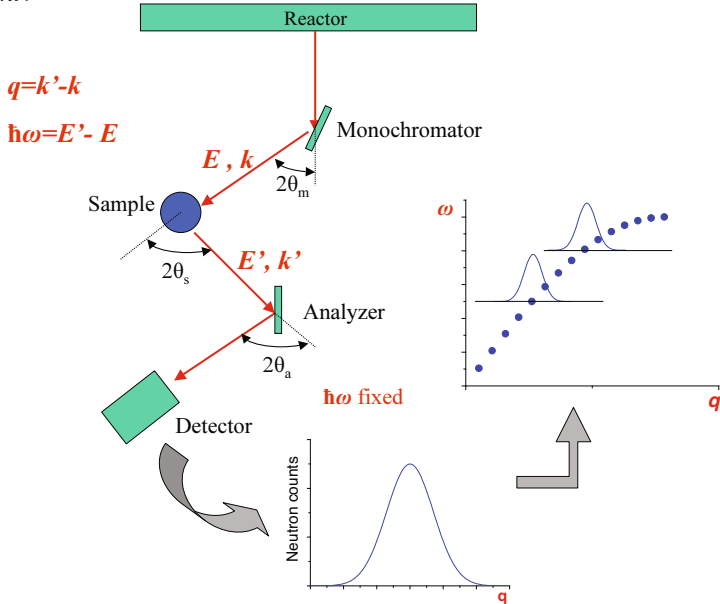 Reactor
q=k’-k
ħω=E’- E
Monochromator
E , k
2θm
Sample
ω
E’, k’
2θs
Analyzer
2θa
q
ħω fixed
Detector
Neutron counts
q